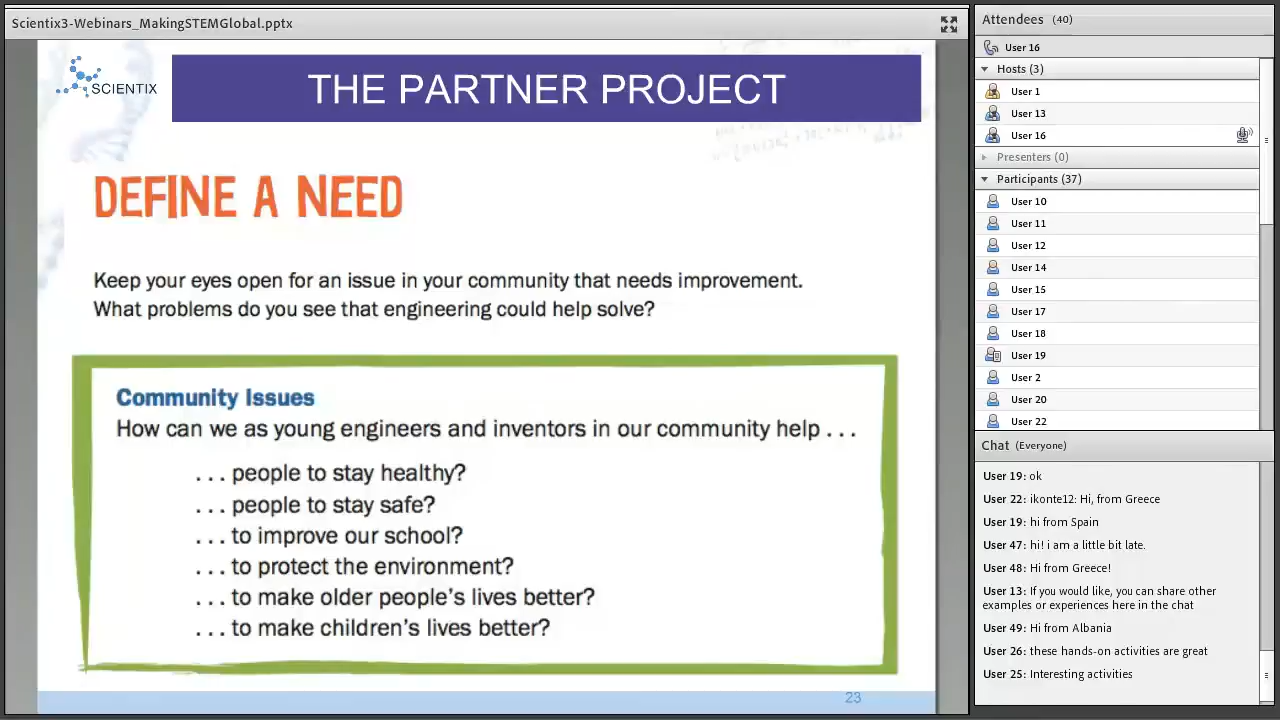 Scientix3-Webinars_MakingSTEMGlobal.pptx
SCIENTIX
THE PARTNER PROJECT
DEFINE A NEED
Keep your eyes open for an issue in your community that needs improvement.
What problems do you see that engineering could help solve?
Community Issues
How can we as young engineers and inventors in our community help . . .
. . . people to stay healthy?
. . . people to stay safe?
. . . to improve our school?
. . . to protect the environment?
. . . to make older people's lives better?
. . . to make children's lives better?
23
Attendees (40)
User 16
Hosts (3)
User 1
User 13
User 16
Presenters (0)
Participants (37)
User 10
User 11
User 12
User 14
User 15
User 17
User 18
User 19
User 2
User 20
User 22
Chat (Everyone)
User 19: ok
User 22: ikonte12: Hi, from Greece
User 19: hi from Spain
User 47: hi! i am a little bit late.
User 48: Hi from Greece!
User 13: If you would like, you can share other
examples or experiences here in the chat
User 49: Hi from Albania
User 26: these hands-on activities are great
User 25: Interesting activities